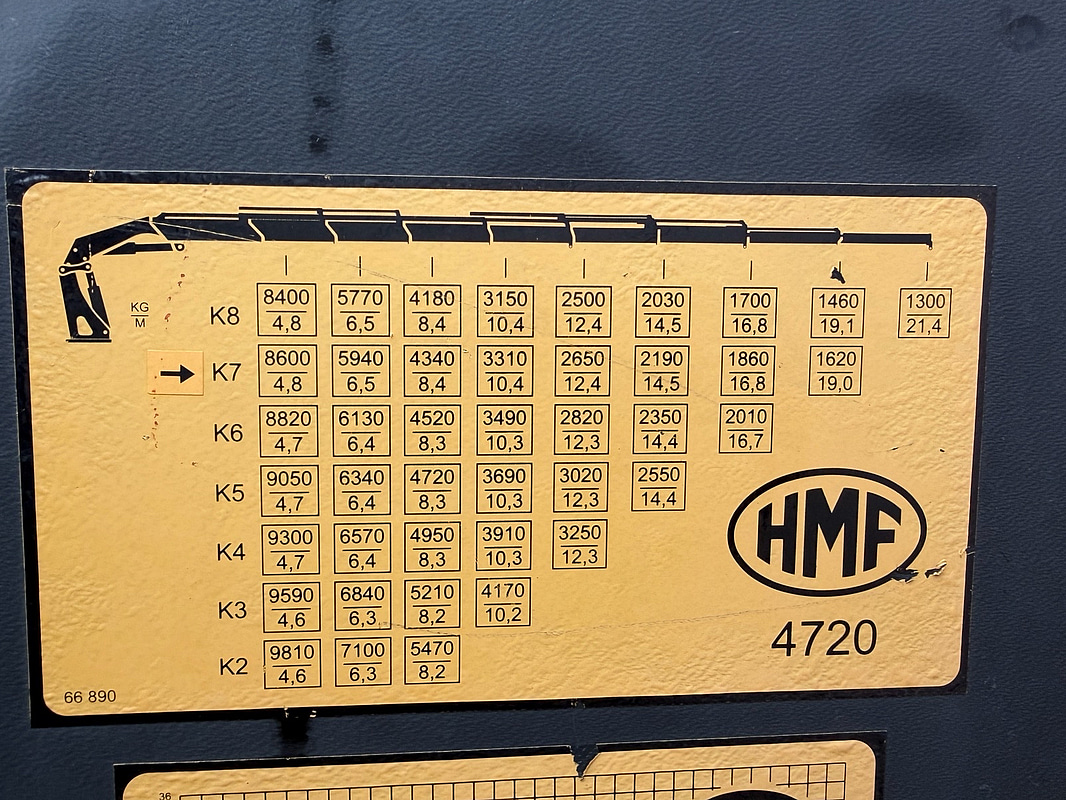 KG
M
K8 8400 5770 4180 3150 2500 2030 1700 1460 1300
4,8 6,5 8,4 10,4 12,4 14,5 16,8 19,1 21,4
K7 8600 5940 4340 3310 2650 2190 1860 1620
4,8 6,5 8,4 10,4 12,4 14,5 16,8 19,0
K6 8820 6130 4520 3490 2820 2350 2010
4,7 6,4 8,3 10,3 12,3 14,4 16,7
K5 9050 6340 4720 3690 3020 2550
4,7 6,4 8,3 10,3 12,3 14,4
K4 9300 6570 4950 3910 3250
4,7 6,4 8,3 10,3 12,3
K3 9590 6840 5210 4170
4,6 6,3 8,2 10,2
K2 9810 7100 5470
4,6 6,3 8,2
HMF
4720
66 890
36